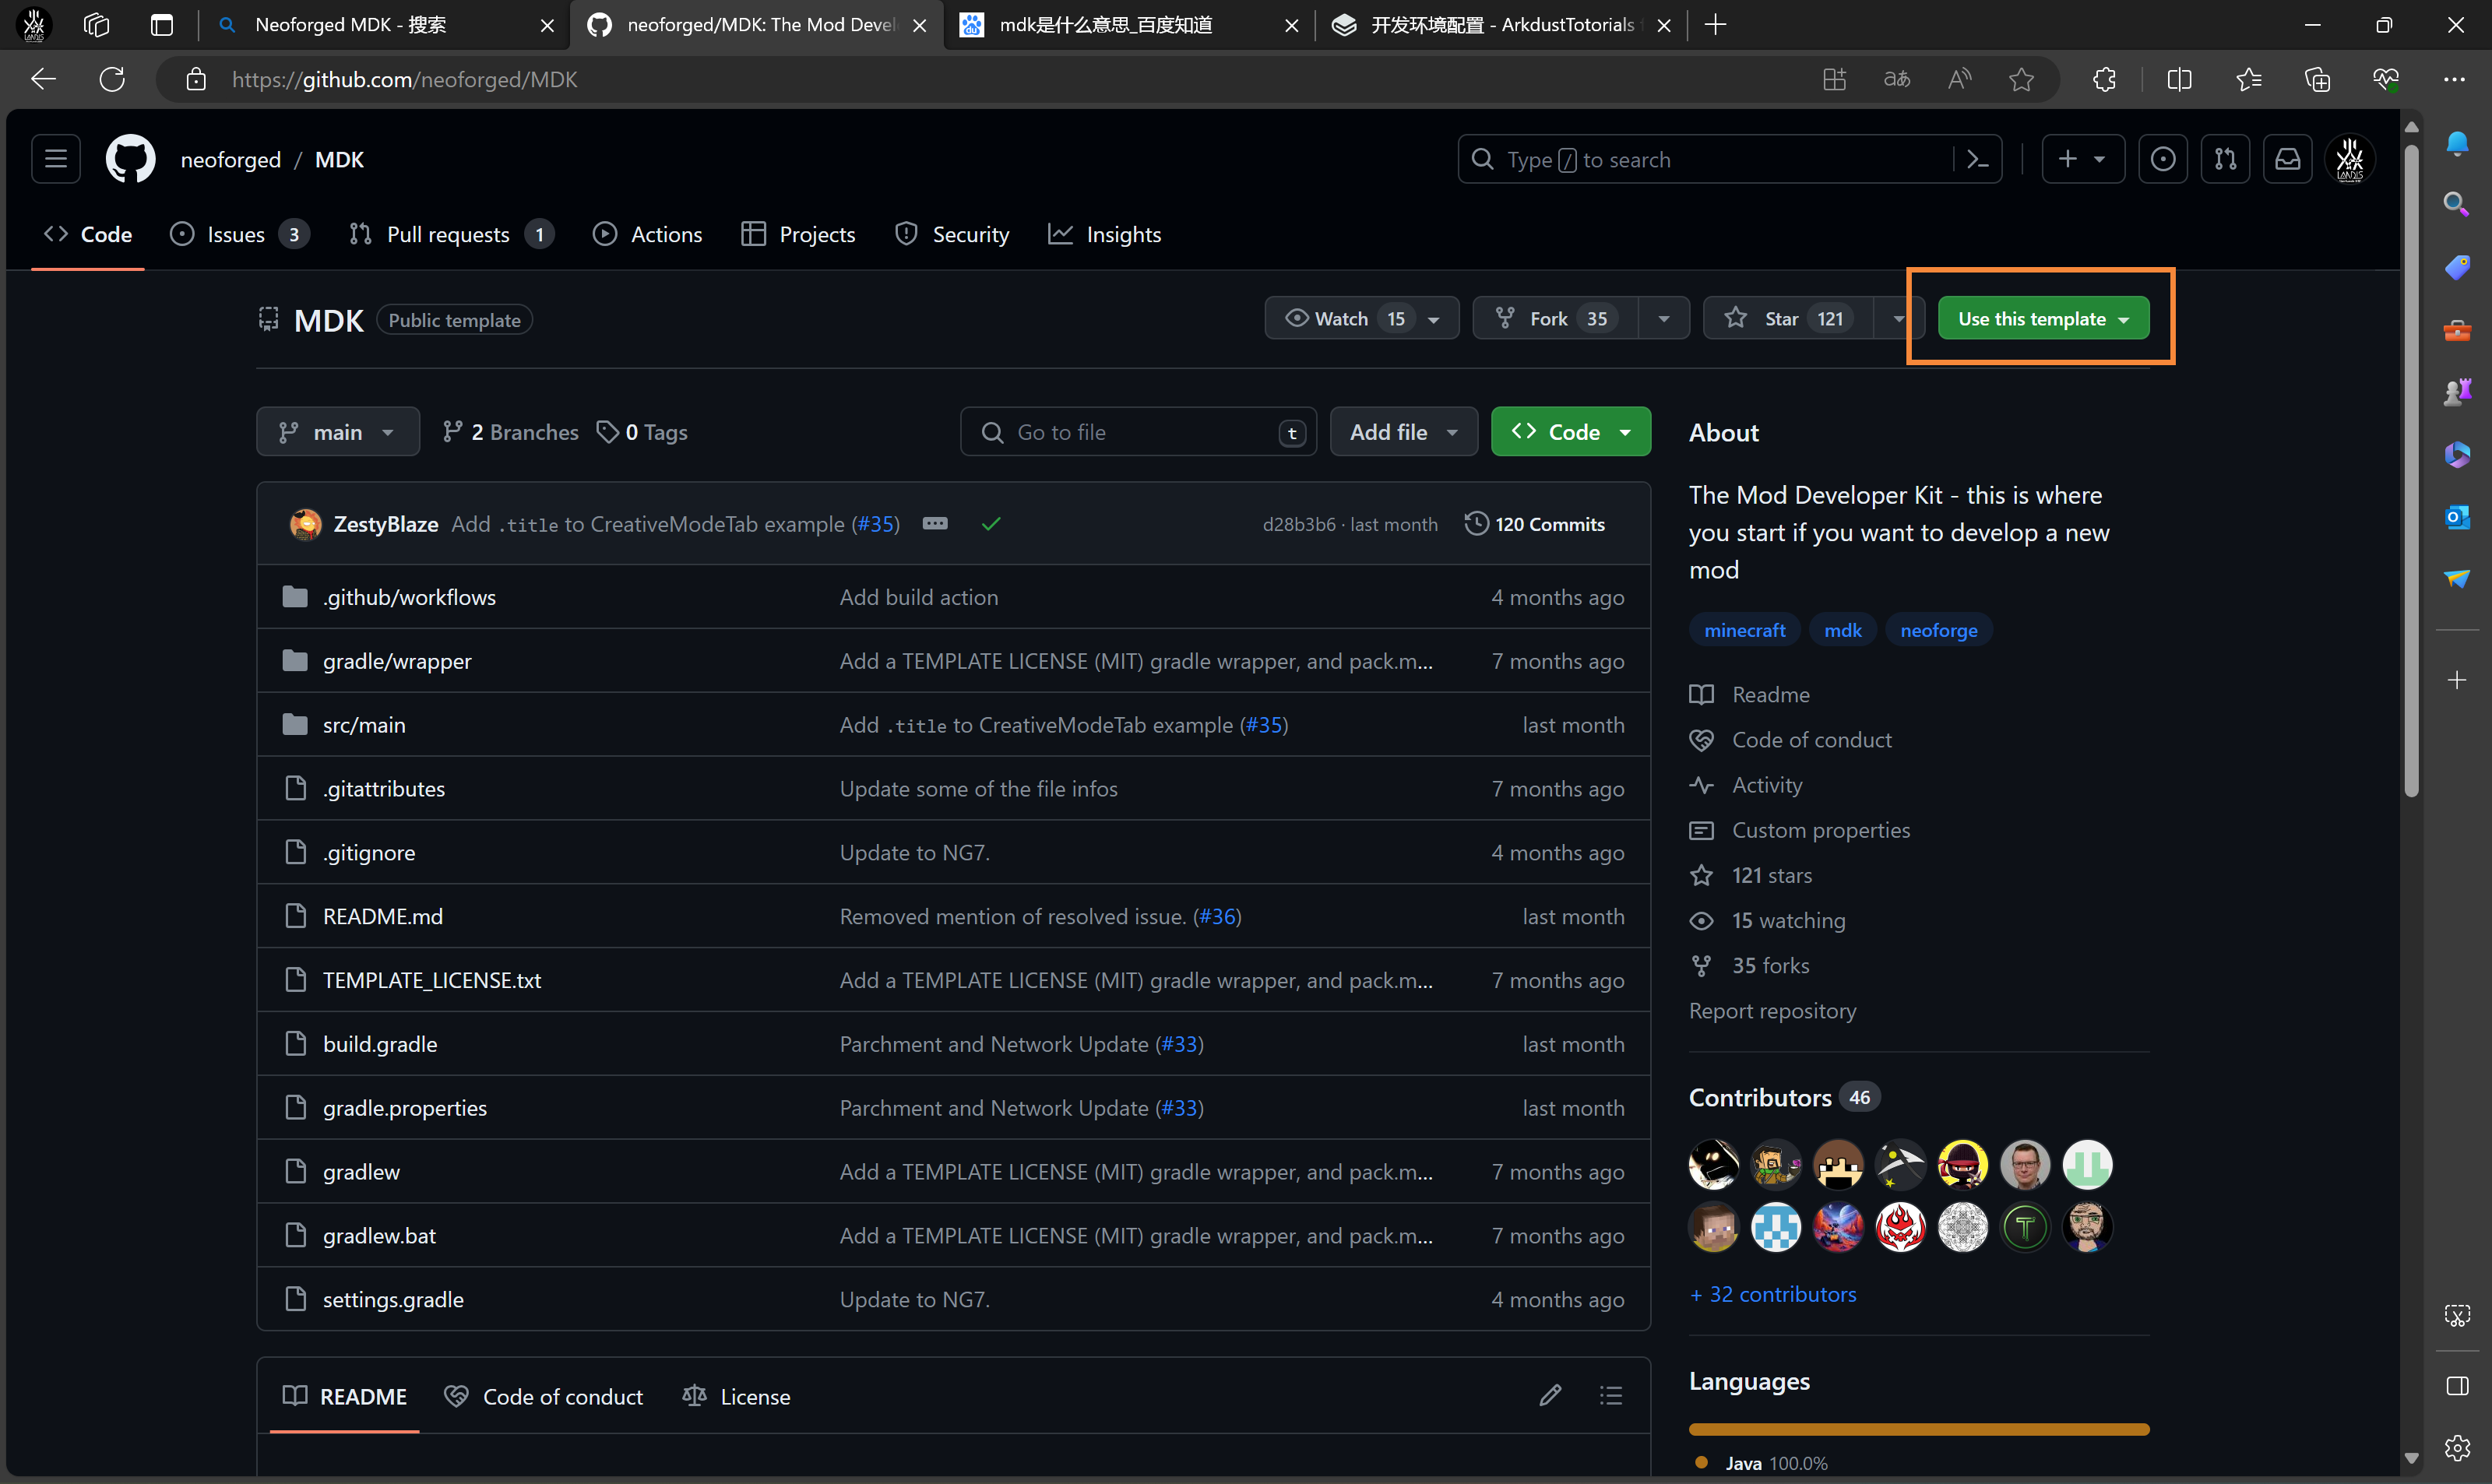 Neoforged MDK - 搜索
neoforged/MDK: The Mod Devel
mdk是什么意思_百度知道
开发环境配置 - ArkdustTotorials
https://github.com/neoforged/MDK
neoforged / MDK
Type / to search
Code
Issues 3
Pull requests 1
Actions
Projects
Security
Insights
MDK Public template
Watch 15
Fork 35
Star 121
Use this template
main
2 Branches
0 Tags
Go to file t
Add file
Code
ZestyBlaze Add .title to CreativeModeTab example (#35)
d28b3b6 · last month
120 Commits
.github/workflows Add build action 4 months ago
gradle/wrapper Add a TEMPLATE LICENSE (MIT) gradle wrapper, and pack.m... 7 months ago
src/main Add .title to CreativeModeTab example (#35) last month
.gitattributes Update some of the file infos 7 months ago
.gitignore Update to NG7. 4 months ago
README.md Removed mention of resolved issue. (#36) last month
TEMPLATE_LICENSE.txt Add a TEMPLATE LICENSE (MIT) gradle wrapper, and pack.m... 7 months ago
build.gradle Parchment and Network Update (#33) last month
gradle.properties Parchment and Network Update (#33) last month
gradlew Add a TEMPLATE LICENSE (MIT) gradle wrapper, and pack.m... 7 months ago
gradlew.bat Add a TEMPLATE LICENSE (MIT) gradle wrapper, and pack.m... 7 months ago
settings.gradle Update to NG7. 4 months ago
README
Code of conduct
License
About
The Mod Developer Kit - this is where
you start if you want to develop a new
mod
minecraft mdk neoforge
Readme
Code of conduct
Activity
Custom properties
121 stars
15 watching
35 forks
Report repository
Contributors 46
+ 32 contributors
Languages
Java 100.0%